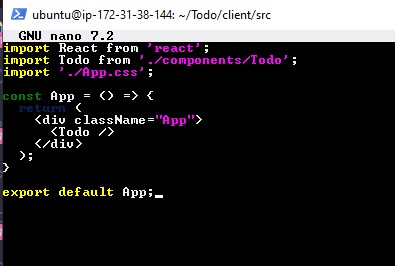 ubuntu@ip-172-31-38-144: ~/Todo/client/src
GNU nano 7.2
import React from 'react';
import Todo from './components/Todo';
import './App.css';
const App = () => {
  return (
    <div className="App">
      <Todo />
    </div>
  );
}
export default App;